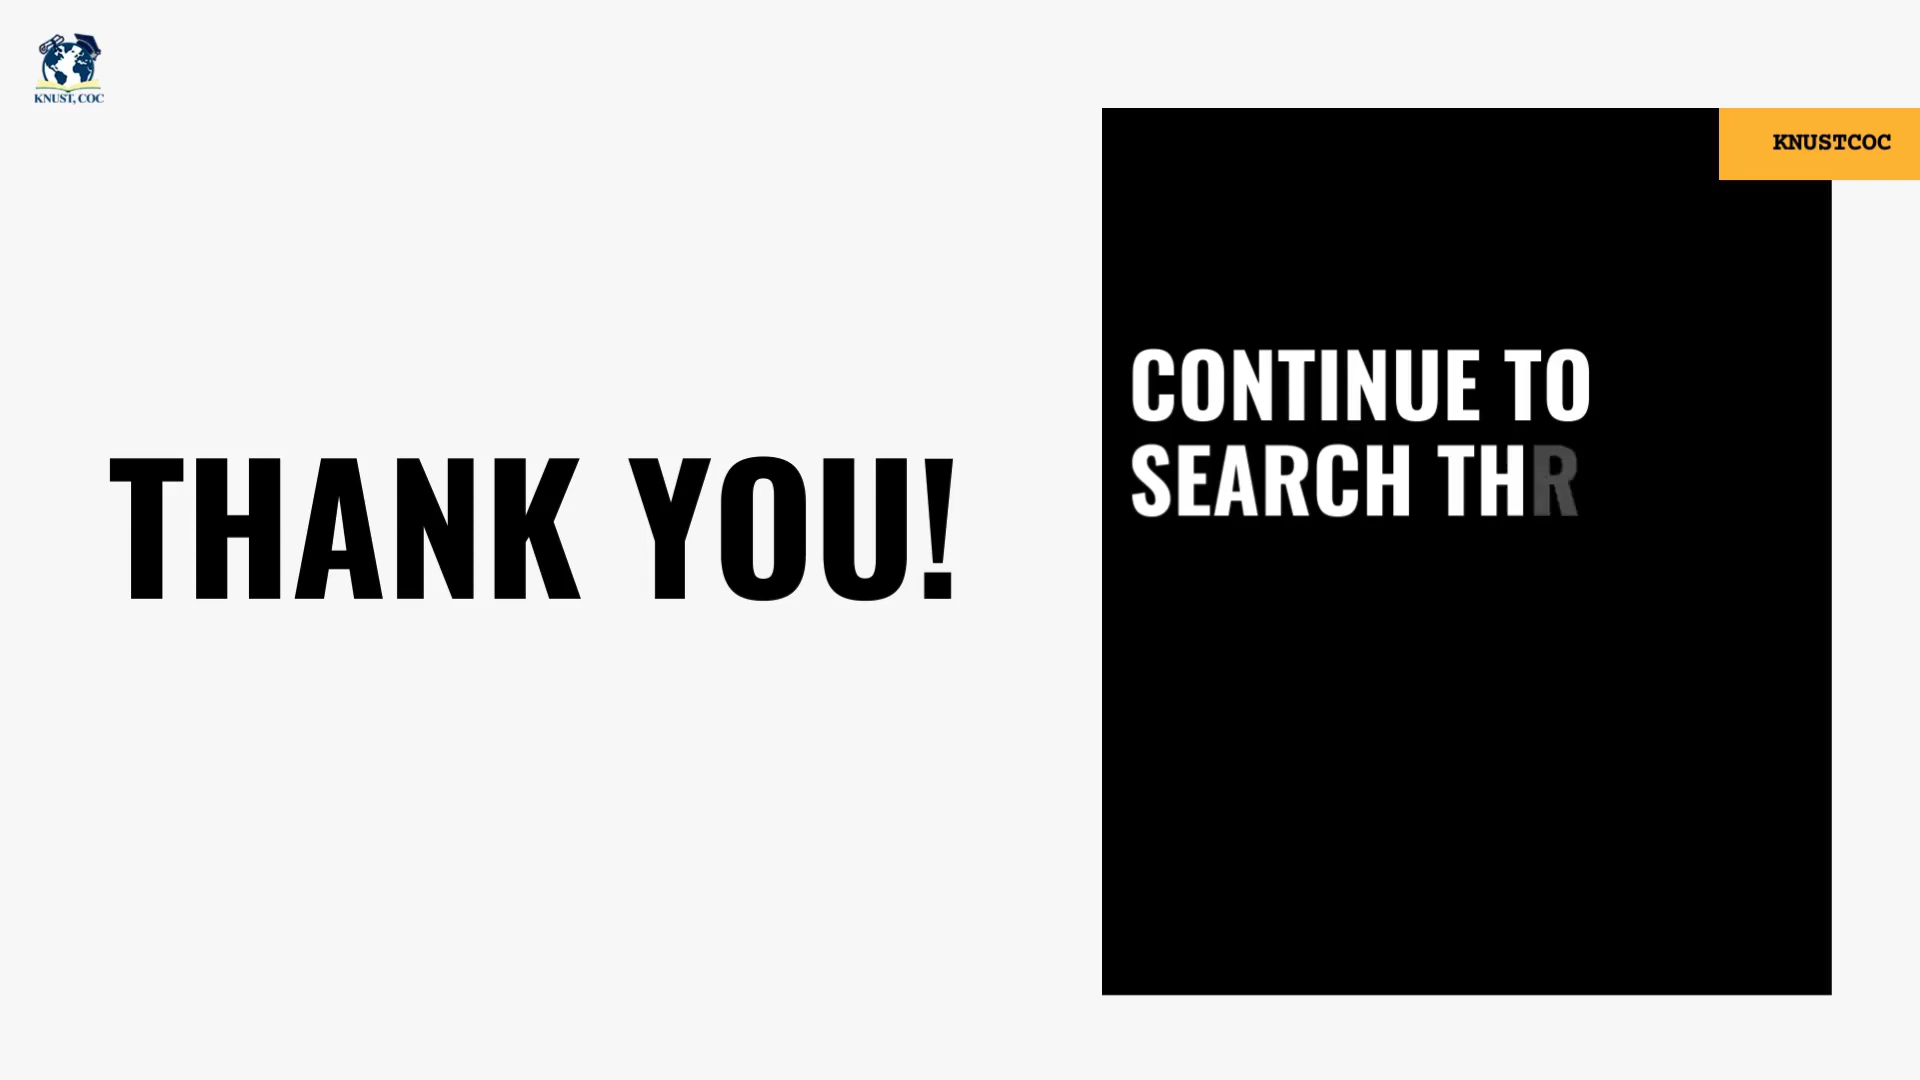 KNUST, COC
KNUSTCOC
THANK YOU!
CONTINUE TO
SEARCH THR